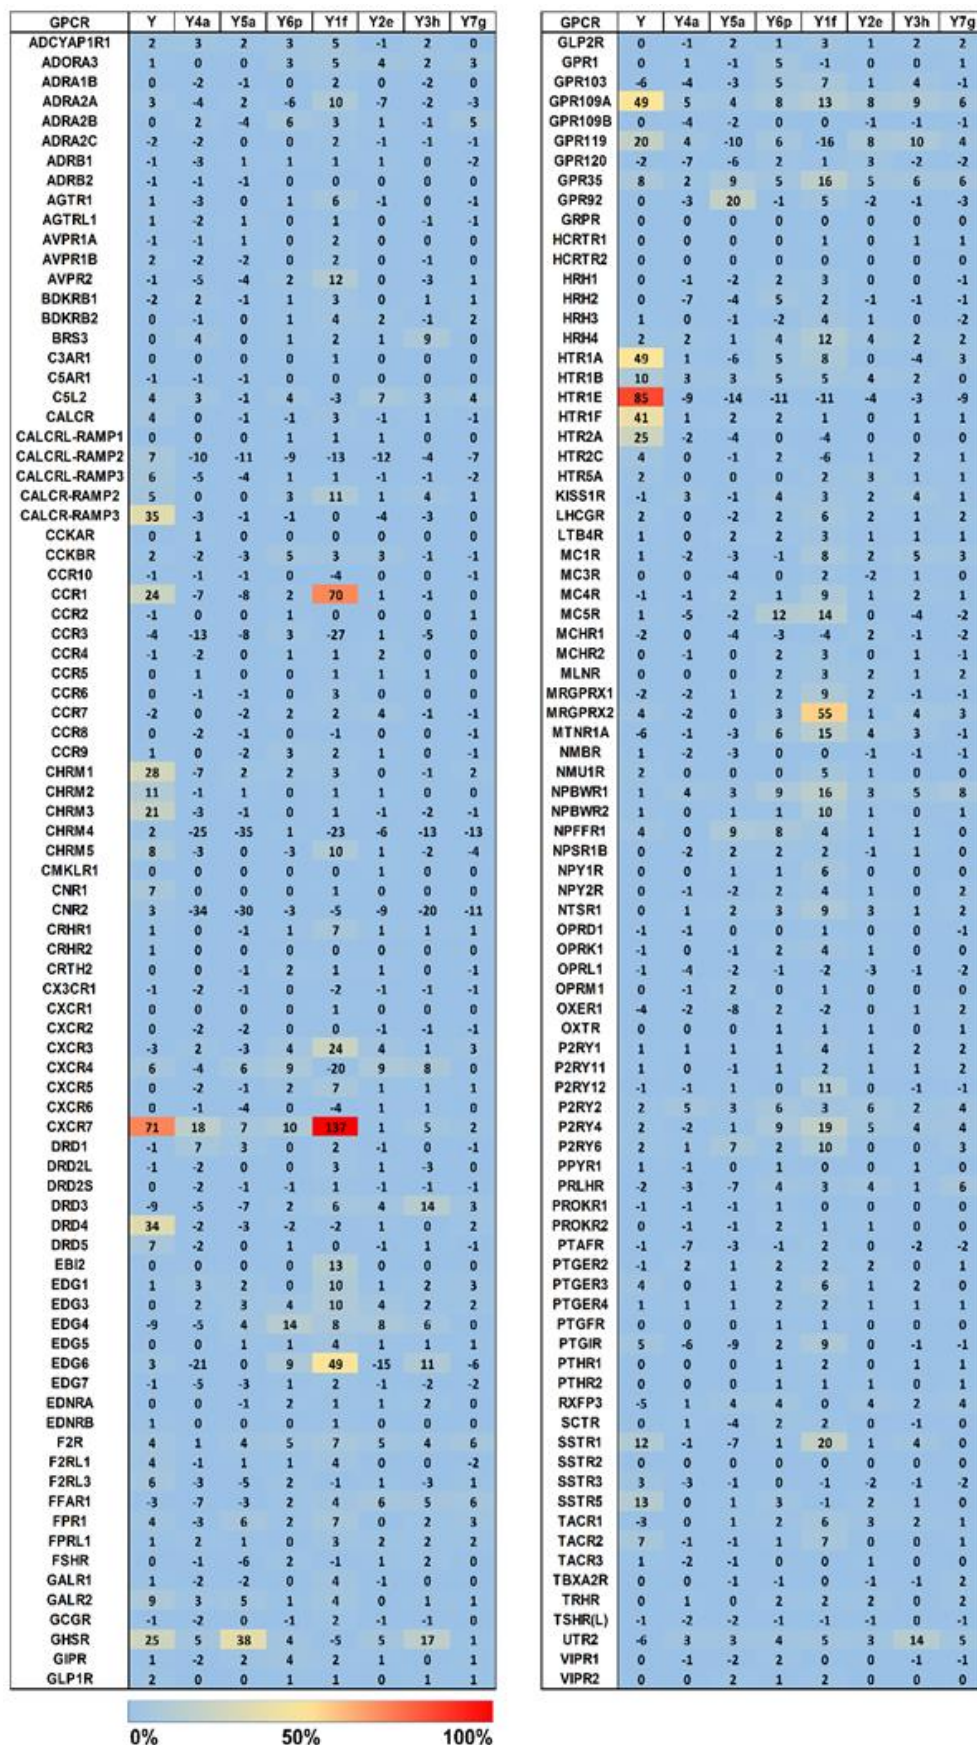 GPCR Y Y4a Y5a Y6p Y1f Y2e Y3h Y7g
ADCYAP1R1 2 3 2 3 5 -1 2 0
ADORA3 1 0 0 3 5 4 2 3
ADRA1B 0 -2 -1 0 2 0 -2 0
ADRA2A 3 -4 2 -6 10 -7 -2 -3
ADRA2B 0 2 -4 6 3 1 -1 5
ADRA2C -2 -2 0 0 2 -1 -1 -1
ADRB1 -1 -3 1 1 1 1 0 -2
ADRB2 -1 -1 -1 0 0 0 0 0
AGTR1 1 -3 0 1 6 -1 0 -1
AGTRL1 1 -2 1 0 1 0 -1 -1
AVPR1A -1 -1 1 0 2 0 0 0
AVPR1B 2 -2 -2 0 2 0 -1 0
AVPR2 -1 -5 -4 2 12 0 -3 1
BDKRB1 -2 2 -1 1 3 0 1 1
BDKRB2 0 -1 0 1 4 2 -1 2
BRS3 0 4 0 1 2 1 9 0
C3AR1 0 0 0 0 1 0 0 0
C5AR1 -1 -1 -1 0 0 0 0 0
C5L2 4 3 -1 4 -3 7 3 4
CALCR 4 0 -1 -1 3 -1 1 -1
CALCRL-RAMP1 0 0 0 1 1 1 0 0
CALCRL-RAMP2 7 -10 -11 -9 -13 -12 -4 -7
CALCRL-RAMP3 6 -5 -4 1 1 -1 -1 -2
CALCR-RAMP2 5 0 0 3 11 1 4 1
CALCR-RAMP3 35 -3 -1 -1 0 -4 -3 0
CCKAR 0 1 0 0 0 0 0 0
CCKBR 2 -2 -3 5 3 3 -1 -1
CCR10 -1 -1 -1 0 -4 0 0 -1
CCR1 24 -7 -8 2 70 1 -1 0
CCR2 -1 0 0 1 0 0 0 1
CCR3 -4 -13 -8 3 -27 1 -5 0
CCR4 -1 -2 0 1 1 2 0 0
CCR5 0 1 0 0 1 1 1 0
CCR6 0 -1 -1 0 3 0 0 0
CCR7 -2 0 -2 2 2 4 -1 -1
CCR8 0 -2 -1 0 -1 0 0 -1
CCR9 1 0 -2 3 2 1 0 -1
CHRM1 28 -7 2 2 3 0 -1 2
CHRM2 11 -1 1 0 1 1 0 0
CHRM3 21 -3 -1 0 1 -1 -2 -1
CHRM4 2 -25 -35 1 -23 -6 -13 -13
CHRM5 8 -3 0 -3 10 1 -2 -4
CMKLR1 0 0 0 0 0 1 0 0
CNR1 7 0 0 0 1 0 0 0
CNR2 3 -34 -30 -3 -5 -9 -20 -11
CRHR1 1 0 -1 1 7 1 1 1
CRHR2 1 0 0 0 0 0 0 0
CRTH2 0 0 -1 2 1 1 0 -1
CX3CR1 -1 -2 -1 0 -2 -1 -1 -1
CXCR1 0 0 0 0 1 0 0 0
CXCR2 0 -2 -2 0 0 -1 -1 -1
CXCR3 -3 2 -3 4 24 4 1 3
CXCR4 6 -4 6 9 -20 9 8 0
CXCR5 0 -2 -1 2 7 1 1 1
CXCR6 0 -1 -4 0 -4 1 1 0
CXCR7 71 18 7 10 137 1 5 2
DRD1 -1 7 3 0 2 -1 0 -1
DRD2L -1 -2 0 0 3 1 -3 0
DRD2S 0 -2 -1 -1 1 -1 -1 -1
DRD3 -9 -5 -7 2 6 4 14 3
DRD4 34 -2 -3 -2 -2 1 0 2
DRD5 7 -2 0 1 0 -1 1 -1
EBI2 0 0 0 0 13 0 0 0
EDG1 1 3 2 0 10 1 2 3
EDG3 0 2 3 4 10 4 2 2
EDG4 -9 -5 4 14 8 8 6 0
EDG5 0 0 1 1 4 1 1 1
EDG6 3 -21 0 9 49 -15 11 -6
EDG7 -1 -5 -3 1 2 -1 -2 -2
EDNRA 0 0 -1 2 1 1 2 0
EDNRB 1 0 0 0 1 0 0 0
F2R 4 1 4 5 7 5 4 6
F2RL1 4 -1 1 1 4 0 0 -2
F2RL3 6 -3 -5 2 -1 1 -3 1
FFAR1 -3 -7 -3 2 4 6 5 6
FPR1 4 -3 6 2 7 0 2 3
FPRL1 1 2 1 0 3 2 2 2
FSHR 0 -1 -6 2 -1 1 2 0
GALR1 1 -2 -2 0 4 -1 0 0
GALR2 9 3 5 1 4 0 1 1
GCGR -1 -2 0 -1 2 -1 -1 0
GHSR 25 5 38 4 -5 5 17 1
GIPR 1 -2 2 4 2 1 0 1
GLP1R 2 0 0 1 1 0 1 1
0% 50% 100%
GPCR Y Y4a Y5a Y6p Y1f Y2e Y3h Y7g
GLP2R 0 -1 2 1 3 1 2 2
GPR1 0 1 -1 5 -1 0 0 1
GPR103 -6 -4 -3 5 7 1 4 -1
GPR109A 49 5 4 8 13 8 9 6
GPR109B 0 -4 -2 0 0 -1 -1 -1
GPR119 20 4 -10 6 -16 8 10 4
GPR120 -2 -7 -6 2 1 3 -2 -2
GPR35 8 2 9 5 16 5 6 6
GPR92 0 -3 20 -1 5 -2 -1 -3
GRPR 0 0 0 0 0 0 0 0
HCRTR1 0 0 0 0 1 0 1 1
HCRTR2 0 0 0 0 0 0 0 0
HRH1 0 -1 -2 2 3 0 0 -1
HRH2 0 -7 -4 5 2 -1 -1 -1
HRH3 1 0 -1 -2 4 1 0 -2
HRH4 2 2 1 4 12 4 2 2
HTR1A 49 1 -6 5 8 0 -4 3
HTR1B 10 3 3 5 5 4 2 0
HTR1E 85 -9 -14 -11 -11 -4 -3 -9
HTR1F 41 1 2 2 1 0 1 1
HTR2A 25 -2 -4 0 -4 0 0 0
HTR2C 4 0 -1 2 -6 1 2 1
HTR5A 2 0 0 0 2 3 1 1
KISS1R -1 3 -1 4 3 2 4 1
LHCGR 2 0 -2 2 6 2 1 2
LTB4R 1 0 2 2 3 1 1 1
MC1R 1 -2 -3 -1 8 2 5 3
MC3R 0 0 -4 0 2 -2 1 0
MC4R -1 -1 2 1 9 1 2 1
MC5R 1 -5 -2 12 14 0 -4 -2
MCHR1 -2 0 -4 -3 -4 2 -1 -2
MCHR2 0 -1 0 2 3 0 1 -1
MLNR 0 0 0 2 3 2 1 2
MRGPRX1 -2 -2 1 2 9 2 -1 -1
MRGPRX2 4 -2 0 3 55 1 4 3
MTNR1A -6 -1 -3 6 15 4 3 -1
NMBR 1 -2 -3 0 0 -1 -1 -1
NMU1R 2 0 0 0 5 1 0 0
NPBWR1 1 4 3 9 16 3 5 8
NPBWR2 1 0 1 1 10 1 0 1
NPFFR1 4 0 9 8 4 1 1 0
NPSR1B 0 -2 2 2 2 -1 1 0
NPY1R 0 0 1 1 6 0 0 0
NPY2R 0 -1 -2 2 4 1 0 2
NTSR1 0 1 2 3 9 3 1 2
OPRD1 -1 -1 0 0 1 0 0 -1
OPRK1 -1 0 -1 2 4 1 0 0
OPRL1 -1 -4 -2 -1 -2 -3 -1 -2
OPRM1 0 -1 2 0 1 0 0 0
OXER1 -4 -2 -8 2 -2 0 1 2
OXTR 0 0 0 1 1 1 0 1
P2RY1 1 1 1 1 4 1 2 2
P2RY11 1 0 -1 1 2 1 1 2
P2RY12 -1 -1 1 0 11 0 -1 -1
P2RY2 2 5 3 6 3 6 2 4
P2RY4 2 -2 1 9 19 5 4 4
P2RY6 2 1 7 2 10 0 0 3
PPYR1 1 -1 0 1 0 0 1 0
PRLHR -2 -3 -7 4 3 4 1 6
PROKR1 -1 -1 -1 1 0 0 0 0
PROKR2 0 -1 -1 2 1 1 0 0
PTAFR -1 -7 -3 -1 2 0 -2 -2
PTGER2 -1 2 1 2 2 2 0 1
PTGER3 4 0 1 2 6 1 2 0
PTGER4 1 1 1 2 2 1 1 1
PTGFR 0 0 0 1 1 0 0 0
PTGIR 5 -6 -9 2 9 0 -1 -1
PTHR1 0 0 0 1 2 0 1 1
PTHR2 0 0 0 1 1 1 0 1
RXFP3 -5 1 4 4 0 4 2 4
SCTR 0 1 -4 2 2 0 -1 0
SSTR1 12 -1 -7 1 20 1 4 0
SSTR2 0 0 0 0 0 0 0 0
SSTR3 3 -3 -1 0 -1 -2 -1 -2
SSTR5 13 0 1 3 -1 2 1 0
TACR1 -3 0 1 2 6 3 2 1
TACR2 7 -1 -1 1 7 0 0 1
TACR3 1 -2 -1 0 0 1 0 0
TBXA2R 0 0 -1 -1 0 -1 -1 2
TRHR 0 1 0 2 2 2 0 2
TSHR(L) -1 -2 -2 -1 -1 -1 0 -1
UTR2 -6 3 3 4 5 3 14 5
VIPR1 0 -1 -2 2 1 0 -1 -1
VIPR2 0 0 2 1 2 0 0 0